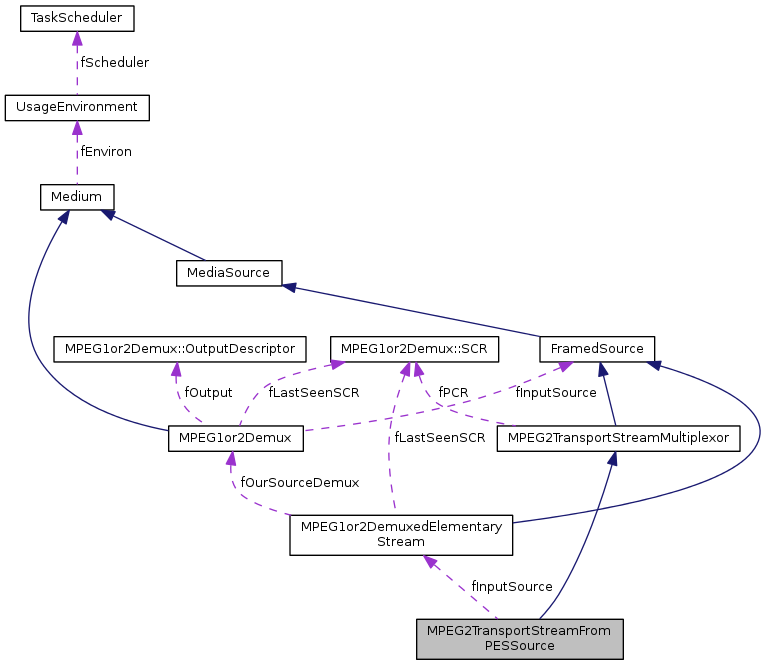 TaskScheduler
fScheduler
UsageEnvironment
fEnviron
Medium
MediaSource
MPEG1or2Demux::OutputDescriptor
MPEG1or2Demux::SCR
FramedSource
fOutput
fLastSeenSCR
fPCR
fInputSource
MPEG1or2Demux
fLastSeenSCR
MPEG2TransportStreamMultiplexor
fOurSourceDemux
MPEG1or2DemuxedElementary
Stream
fInputSource
MPEG2TransportStreamFrom
PESSource